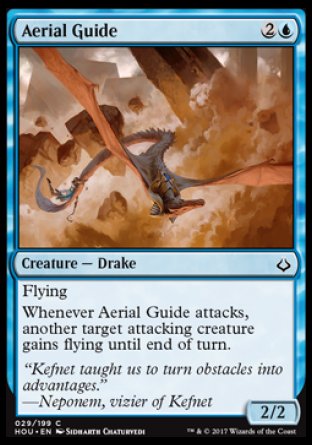 Aerial Guide 2
Creature — Drake
Flying
Whenever Aerial Guide attacks,
another target attacking creature
gains flying until end of turn.
“Kefnet taught us to turn obstacles into
advantages.”
—Neponem, vizier of Kefnet
029/199 C
HOU • EN SIDHARTH CHATURVEDI
™ & © 2017 Wizards of the Coast
2/2